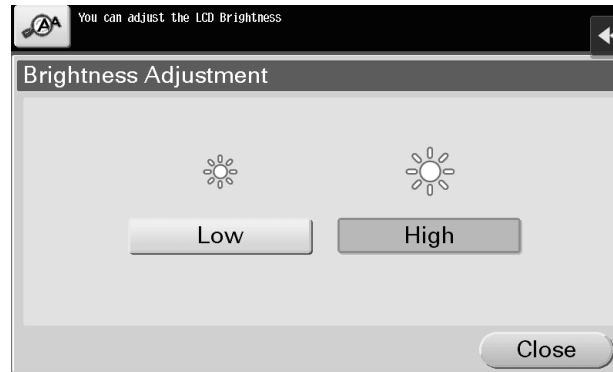 You can adjust the LCD Brightness
Brightness Adjustment
Low High
Close